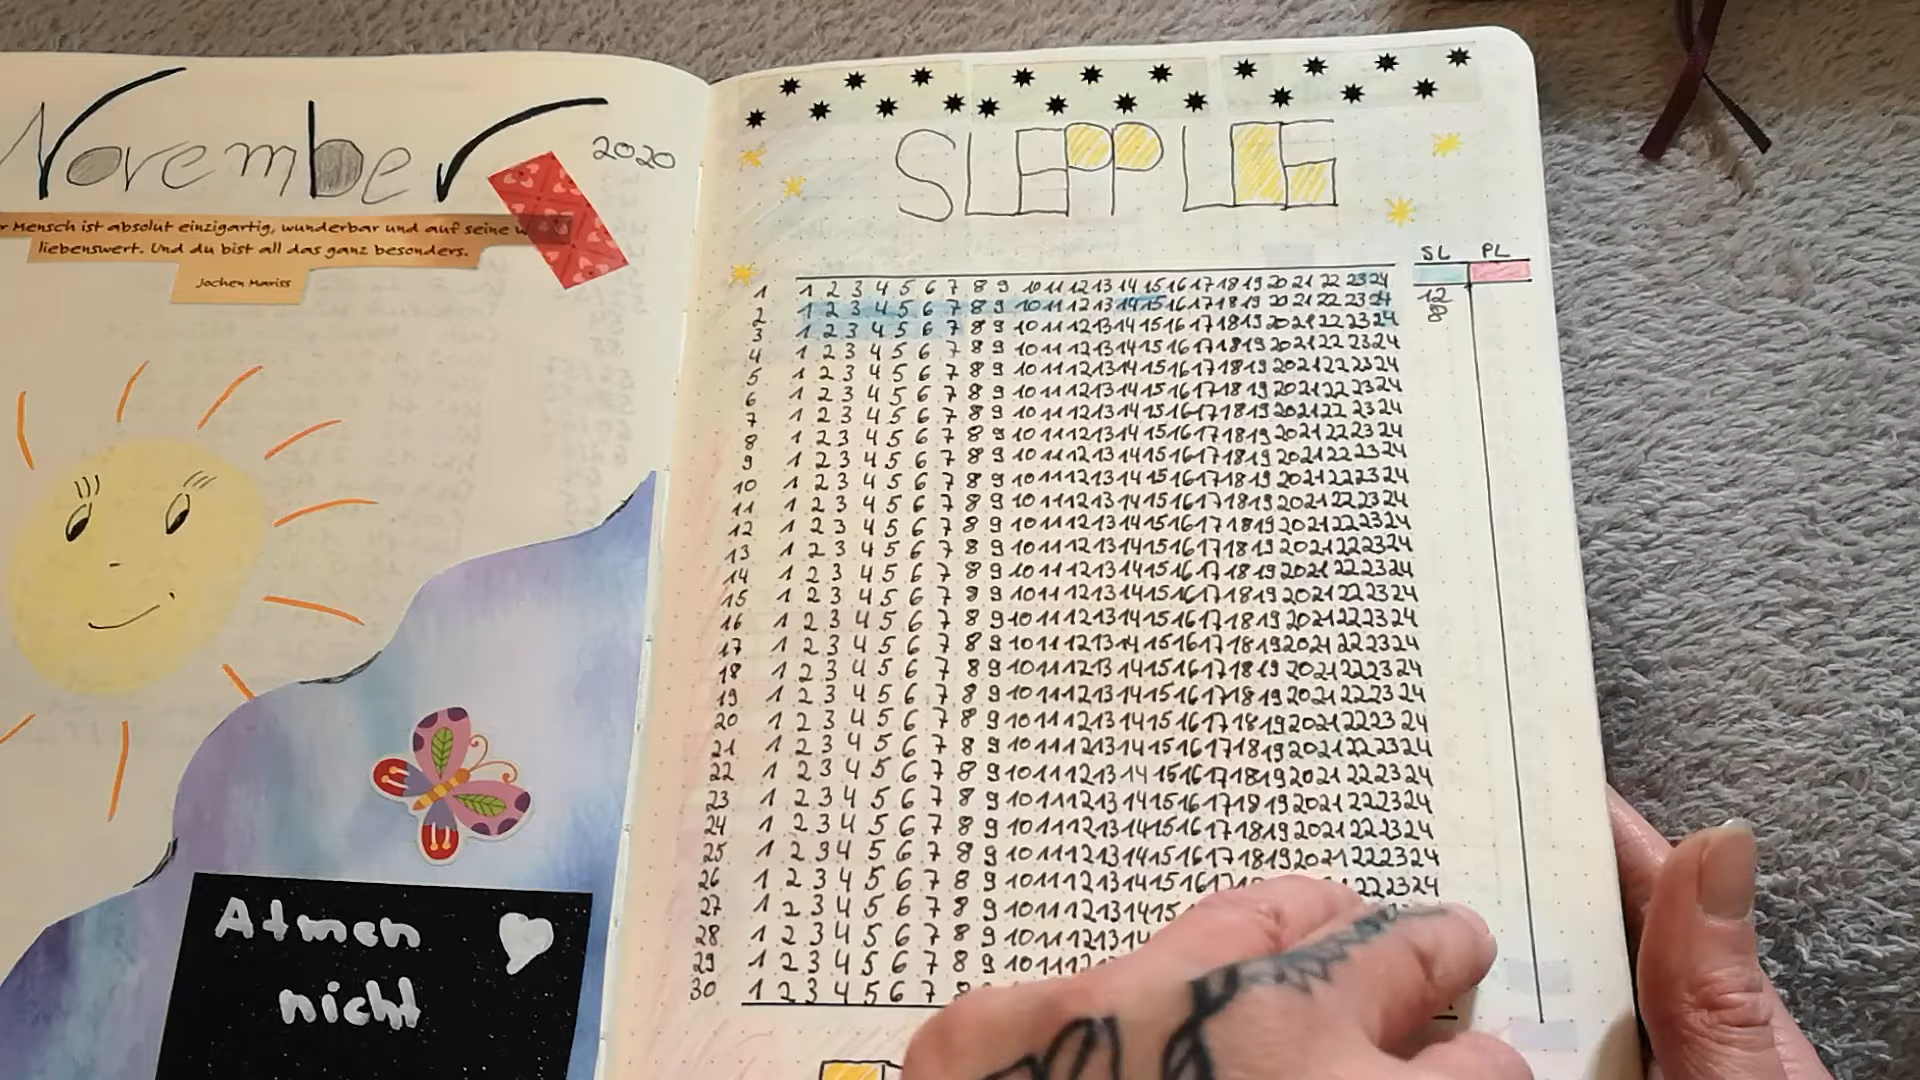 November 2020
Mensch ist absolut einzigartig, wunderbar und auf seine
liebenswert. Und du bist all das ganz besonders.
Jochen Mariss
Atmen
nicht
SLEPP LUG
SL PL
1 1 2 3 4 5 6 7 8 9 10 11 12 13 14 15 16 17 18 19 20 21 22 23 24 12
2 1 2 3 4 5 6 7 8 9 10 11 12 13 14 15 16 17 18 19 20 21 22 23 24 8
3 1 2 3 4 5 6 7 8 9 10 11 12 13 14 15 16 17 18 19 20 21 22 23 24
4 1 2 3 4 5 6 7 8 9 10 11 12 13 14 15 16 17 18 19 20 21 22 23 24
5 1 2 3 4 5 6 7 8 9 10 11 12 13 14 15 16 17 18 19 20 21 22 23 24
6 1 2 3 4 5 6 7 8 9 10 11 12 13 14 15 16 17 18 19 20 21 22 23 24
7 1 2 3 4 5 6 7 8 9 10 11 12 13 14 15 16 17 18 19 20 21 22 23 24
8 1 2 3 4 5 6 7 8 9 10 11 12 13 14 15 16 17 18 19 20 21 22 23 24
9 1 2 3 4 5 6 7 8 9 10 11 12 13 14 15 16 17 18 19 20 21 22 23 24
10 1 2 3 4 5 6 7 8 9 10 11 12 13 14 15 16 17 18 19 20 21 22 23 24
11 1 2 3 4 5 6 7 8 9 10 11 12 13 14 15 16 17 18 19 20 21 22 23 24
12 1 2 3 4 5 6 7 8 9 10 11 12 13 14 15 16 17 18 19 20 21 22 23 24
13 1 2 3 4 5 6 7 8 9 10 11 12 13 14 15 16 17 18 19 20 21 22 23 24
14 1 2 3 4 5 6 7 8 9 10 11 12 13 14 15 16 17 18 19 20 21 22 23 24
15 1 2 3 4 5 6 7 8 9 10 11 12 13 14 15 16 17 18 19 20 21 22 23 24
16 1 2 3 4 5 6 7 8 9 10 11 12 13 14 15 16 17 18 19 20 21 22 23 24
17 1 2 3 4 5 6 7 8 9 10 11 12 13 14 15 16 17 18 19 20 21 22 23 24
18 1 2 3 4 5 6 7 8 9 10 11 12 13 14 15 16 17 18 19 20 21 22 23 24
19 1 2 3 4 5 6 7 8 9 10 11 12 13 14 15 16 17 18 19 20 21 22 23 24
20 1 2 3 4 5 6 7 8 9 10 11 12 13 14 15 16 17 18 19 20 21 22 23 24
21 1 2 3 4 5 6 7 8 9 10 11 12 13 14 15 16 17 18 19 20 21 22 23 24
22 1 2 3 4 5 6 7 8 9 10 11 12 13 14 15 16 17 18 19 20 21 22 23 24
23 1 2 3 4 5 6 7 8 9 10 11 12 13 14 15 16 17 18 19 20 21 22 23 24
24 1 2 3 4 5 6 7 8 9 10 11 12 13 14 15 16 17 18 19 20 21 22 23 24
25 1 2 3 4 5 6 7 8 9 10 11 12 13 14 15 16 17 18 19 20 21 22 23 24
26 1 2 3 4 5 6 7 8 9 10 11 12 13 14 15 16 17 22 23 24
27 1 2 3 4 5 6 7 8 9 10 11 12 13 14 15
28 1 2 3 4 5 6 7 8 9 10 11 12 13 14
29 1 2 3 4 5 6 7 8 9 10 11 12
30 1 2 3 4 5 6 7